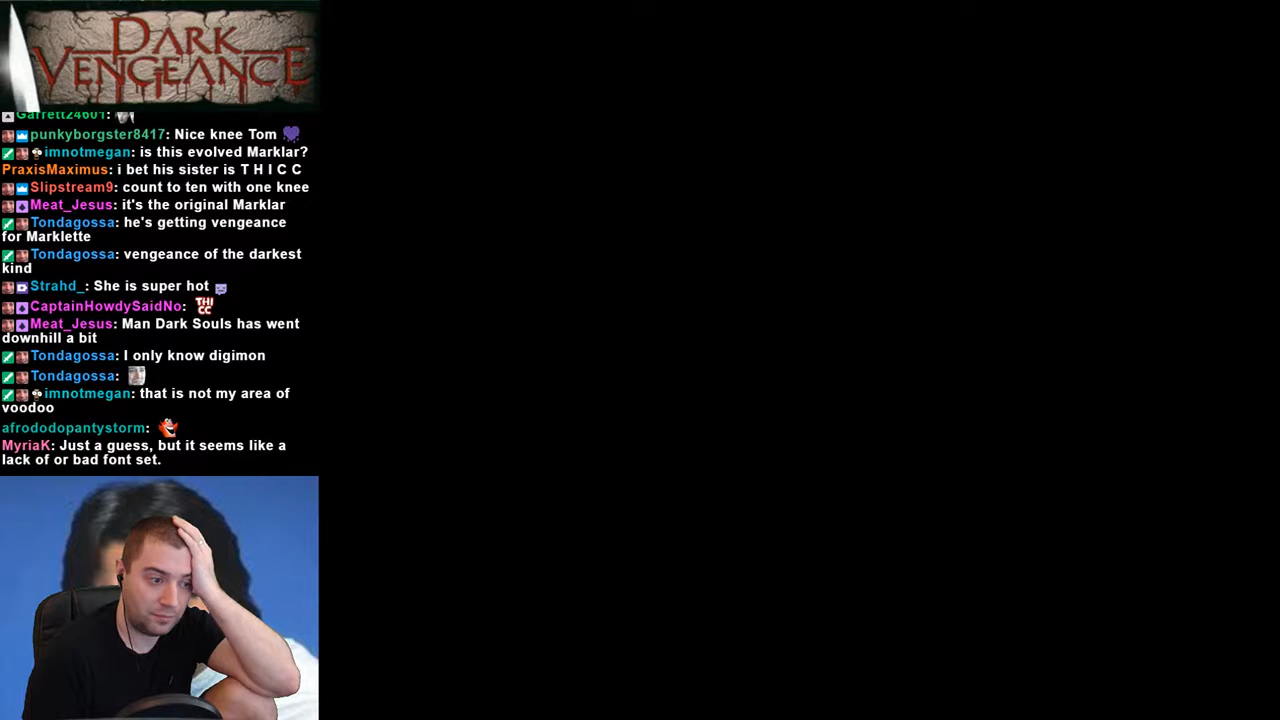 DARK
VENGEANCE
Garrett24601:
punkyborgster8417: Nice knee Tom
imnotmegan: is this evolved Marklar?
PraxisMaximus: i bet his sister is T H I C C
Slipstream9: count to ten with one knee
Meat_Jesus: it's the original Marklar
Tondagossa: he's getting vengeance
for Marklette
Tondagossa: vengeance of the darkest
kind
Strahd_: She is super hot
CaptainHowdySaidNo: THICC
Meat_Jesus: Man Dark Souls has went
downhill a bit
Tondagossa: I only know digimon
Tondagossa:
imnotmegan: that is not my area of
voodoo
afrododopantystorm:
MyriaK: Just a guess, but it seems like a
lack of or bad font set.